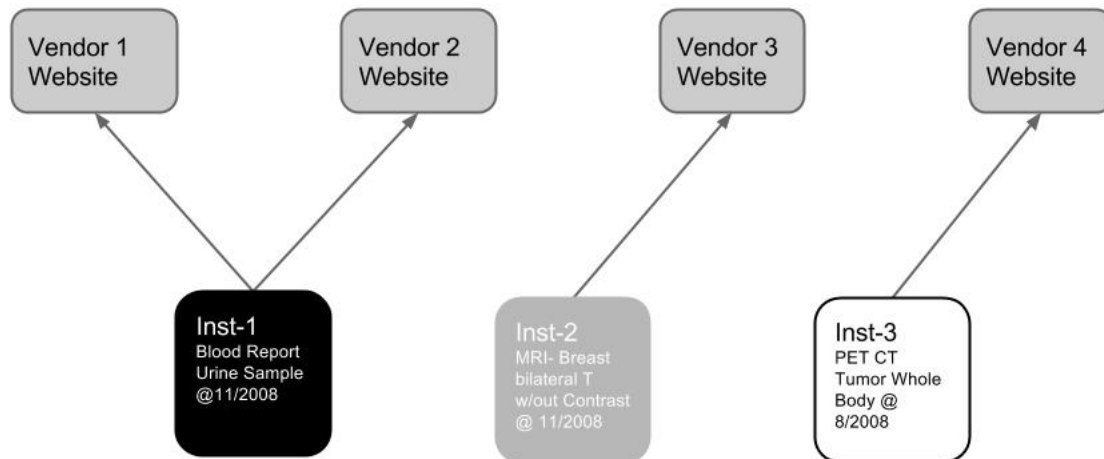 Vendor 1
Website
Vendor 2
Website
Vendor 3
Website
Vendor 4
Website
Inst-1
Blood Report
Urine Sample
@11/2008
Inst-2
MRI- Breast
bilateral T
w/out Contrast
@ 11/2008
Inst-3
PET CT
Tumor Whole
Body @
8/2008